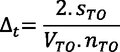 Δt = 2.sTO / VTO.nTO